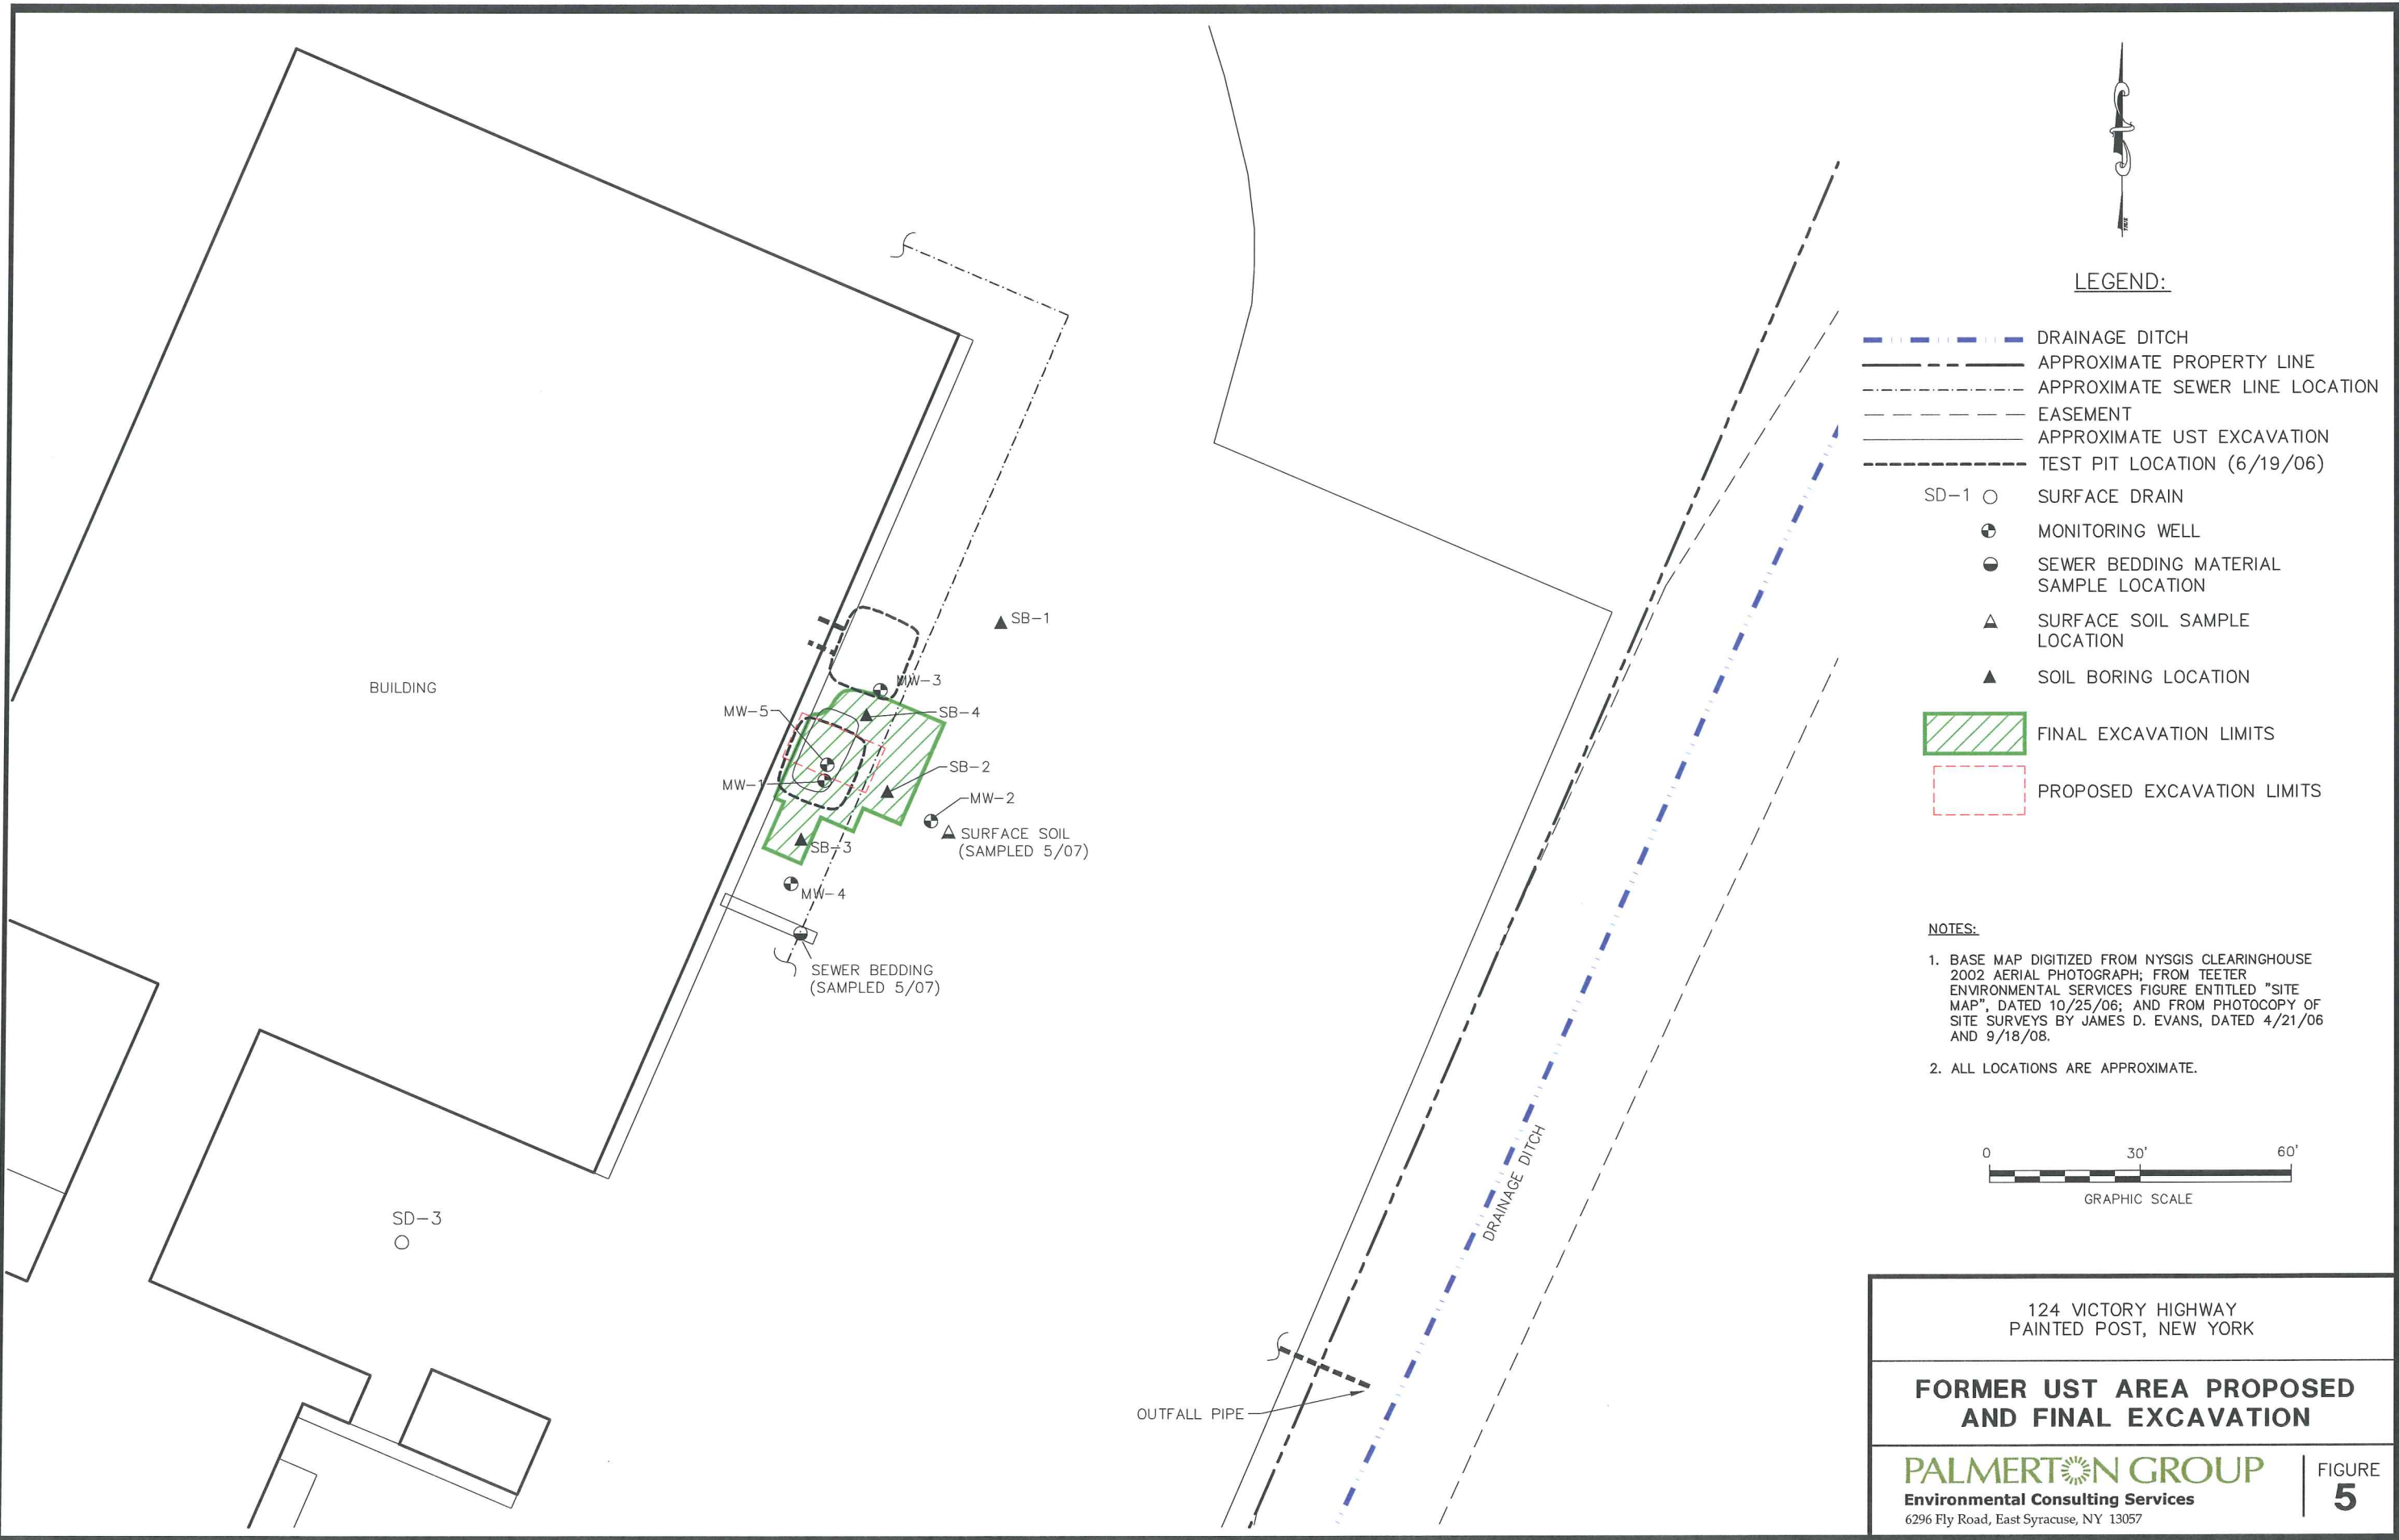 LEGEND:
DRAINAGE DITCH
APPROXIMATE PROPERTY LINE
APPROXIMATE SEWER LINE LOCATION
EASEMENT
APPROXIMATE UST EXCAVATION
TEST PIT LOCATION (6/19/06)
SD-1 SURFACE DRAIN
MONITORING WELL
SEWER BEDDING MATERIAL
SAMPLE LOCATION
SURFACE SOIL SAMPLE
LOCATION
SOIL BORING LOCATION
FINAL EXCAVATION LIMITS
PROPOSED EXCAVATION LIMITS
BUILDING
SB-1
MW-3
MW-5
SB-4
SB-2
MW-1
MW-2
SURFACE SOIL
(SAMPLED 5/07)
SB-3
MW-4
SEWER BEDDING
(SAMPLED 5/07)
SD-3
DRAINAGE DITCH
OUTFALL PIPE
NOTES:
1. BASE MAP DIGITIZED FROM NYSGIS CLEARINGHOUSE
2002 AERIAL PHOTOGRAPH; FROM TEETER
ENVIRONMENTAL SERVICES FIGURE ENTITLED "SITE
MAP", DATED 10/25/06; AND FROM PHOTOCOPY OF
SITE SURVEYS BY JAMES D. EVANS, DATED 4/21/06
AND 9/18/08.
2. ALL LOCATIONS ARE APPROXIMATE.
0 30' 60'
GRAPHIC SCALE
124 VICTORY HIGHWAY
PAINTED POST, NEW YORK
FORMER UST AREA PROPOSED
AND FINAL EXCAVATION
PALMERTON GROUP
Environmental Consulting Services
6296 Fly Road, East Syracuse, NY 13057
FIGURE
5